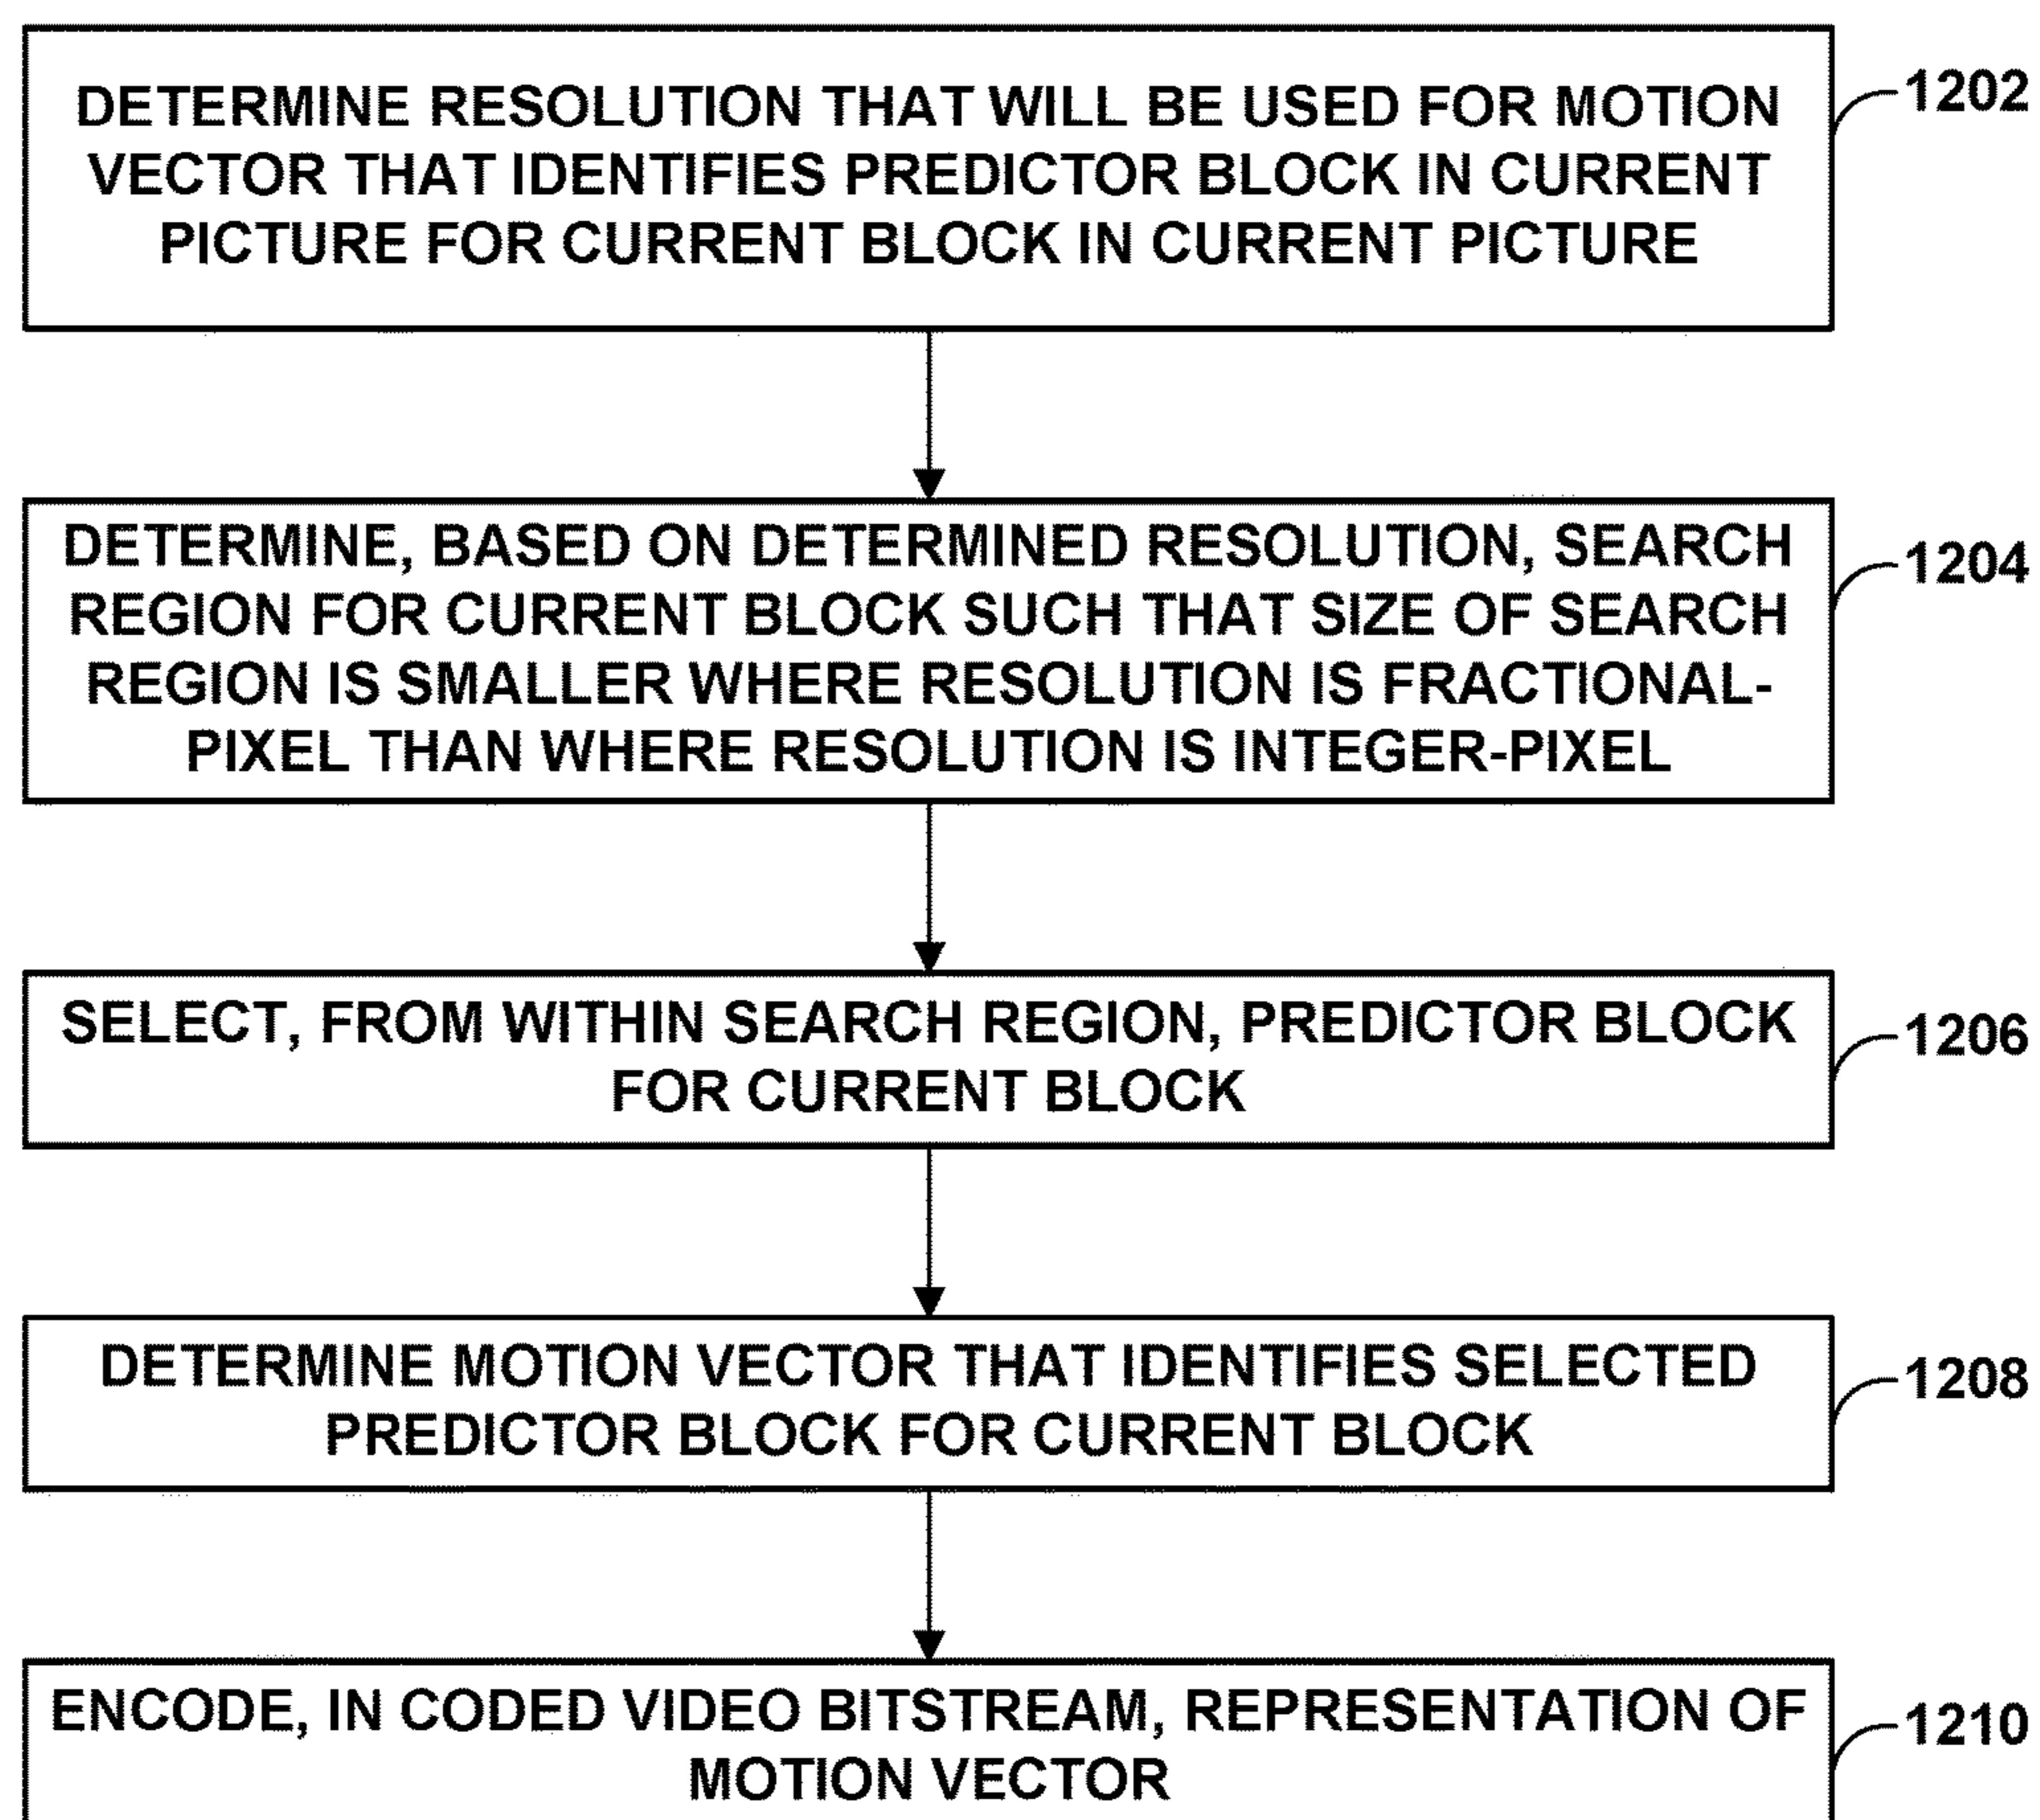 DETERMINE RESOLUTION THAT WILL BE USED FOR MOTION
VECTOR THAT IDENTIFIES PREDICTOR BLOCK IN CURRENT
PICTURE FOR CURRENT BLOCK IN CURRENT PICTURE
1202
DETERMINE, BASED ON DETERMINED RESOLUTION, SEARCH
REGION FOR CURRENT BLOCK SUCH THAT SIZE OF SEARCH
REGION IS SMALLER WHERE RESOLUTION IS FRACTIONAL-
PIXEL THAN WHERE RESOLUTION IS INTEGER-PIXEL
1204
SELECT, FROM WITHIN SEARCH REGION, PREDICTOR BLOCK
FOR CURRENT BLOCK
1206
DETERMINE MOTION VECTOR THAT IDENTIFIES SELECTED
PREDICTOR BLOCK FOR CURRENT BLOCK
1208
ENCODE, IN CODED VIDEO BITSTREAM, REPRESENTATION OF
MOTION VECTOR
1210